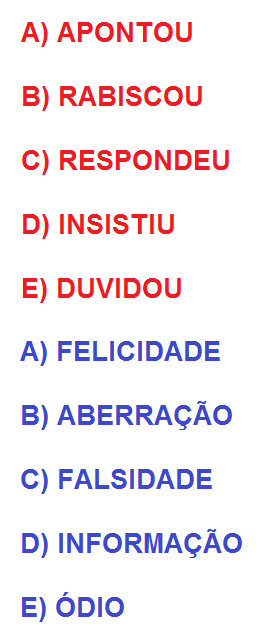 A) APONTOU
B) RABISCOU
C) RESPONDEU
D) INSISTIU
E) DUVIDOU
A) FELICIDADE
B) ABERRAÇÃO
C) FALSIDADE
D) INFORMAÇÃO
E) ÓDIO